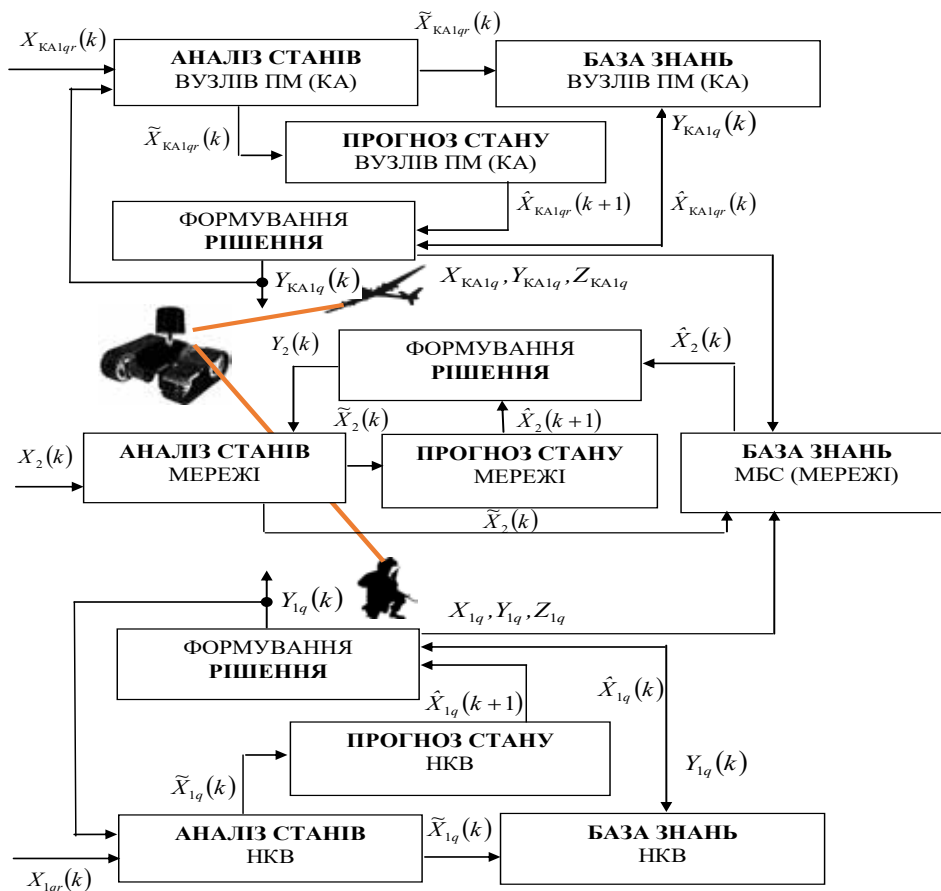 X_КА1qr(k)
X̃_КА1qr(k)
АНАЛІЗ СТАНІВ
ВУЗЛІВ ПМ (КА)
БАЗА ЗНАНЬ
ВУЗЛІВ ПМ (КА)
X̃_КА1qr(k)
Y_КА1q(k)
ПРОГНОЗ СТАНУ
ВУЗЛІВ ПМ (КА)
X̂_КА1qr(k+1)
X̂_КА1qr(k)
ФОРМУВАННЯ
РІШЕННЯ
Y_КА1q(k)
X_КА1q, Y_КА1q, Z_КА1q
Y_2(k)
ФОРМУВАННЯ
РІШЕННЯ
X̂_2(k)
X̃_2(k)
X̂_2(k+1)
X_2(k)
АНАЛІЗ СТАНІВ
МЕРЕЖІ
ПРОГНОЗ СТАНУ
МЕРЕЖІ
БАЗА ЗНАНЬ
МБС (МЕРЕЖІ)
X̃_2(k)
Y_1q(k)
X_1q, Y_1q, Z_1q
ФОРМУВАННЯ
РІШЕННЯ
X̂_1q(k+1)
X̂_1q(k)
ПРОГНОЗ СТАНУ
НКВ
X̃_1q(k)
Y_1q(k)
АНАЛІЗ СТАНІВ
НКВ
X̃_1q(k)
БАЗА ЗНАНЬ
НКВ
X_1qr(k)